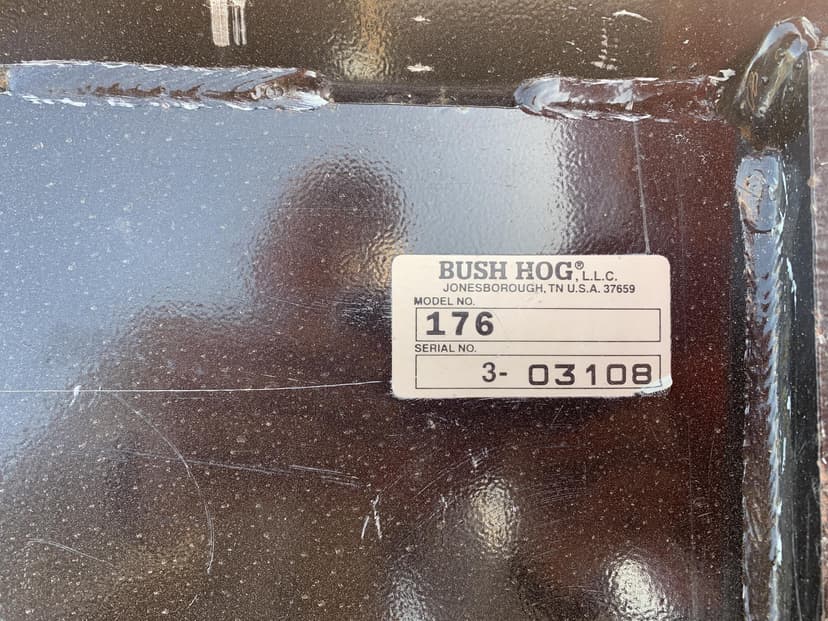 BUSH HOG®, L.L.C.
JONESBOROUGH, TN U.S.A. 37659
MODEL NO.
176
SERIAL NO.
3- 03108